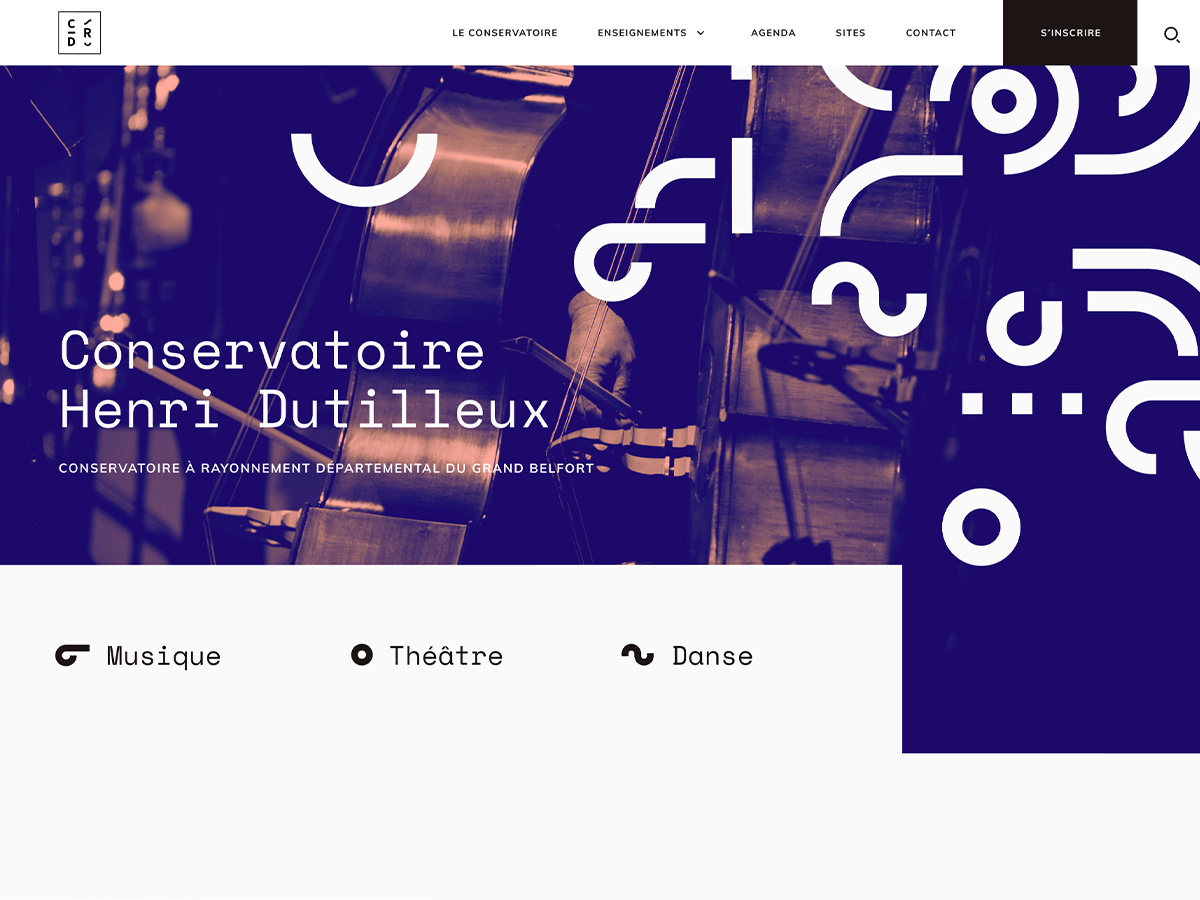 C R
D
LE CONSERVATOIRE
ENSEIGNEMENTS
AGENDA
SITES
CONTACT
S'INSCRIRE
Conservatoire
Henri Dutilleux
CONSERVATOIRE À RAYONNEMENT DÉPARTEMENTAL DU GRAND BELFORT
Musique
Théâtre
Danse